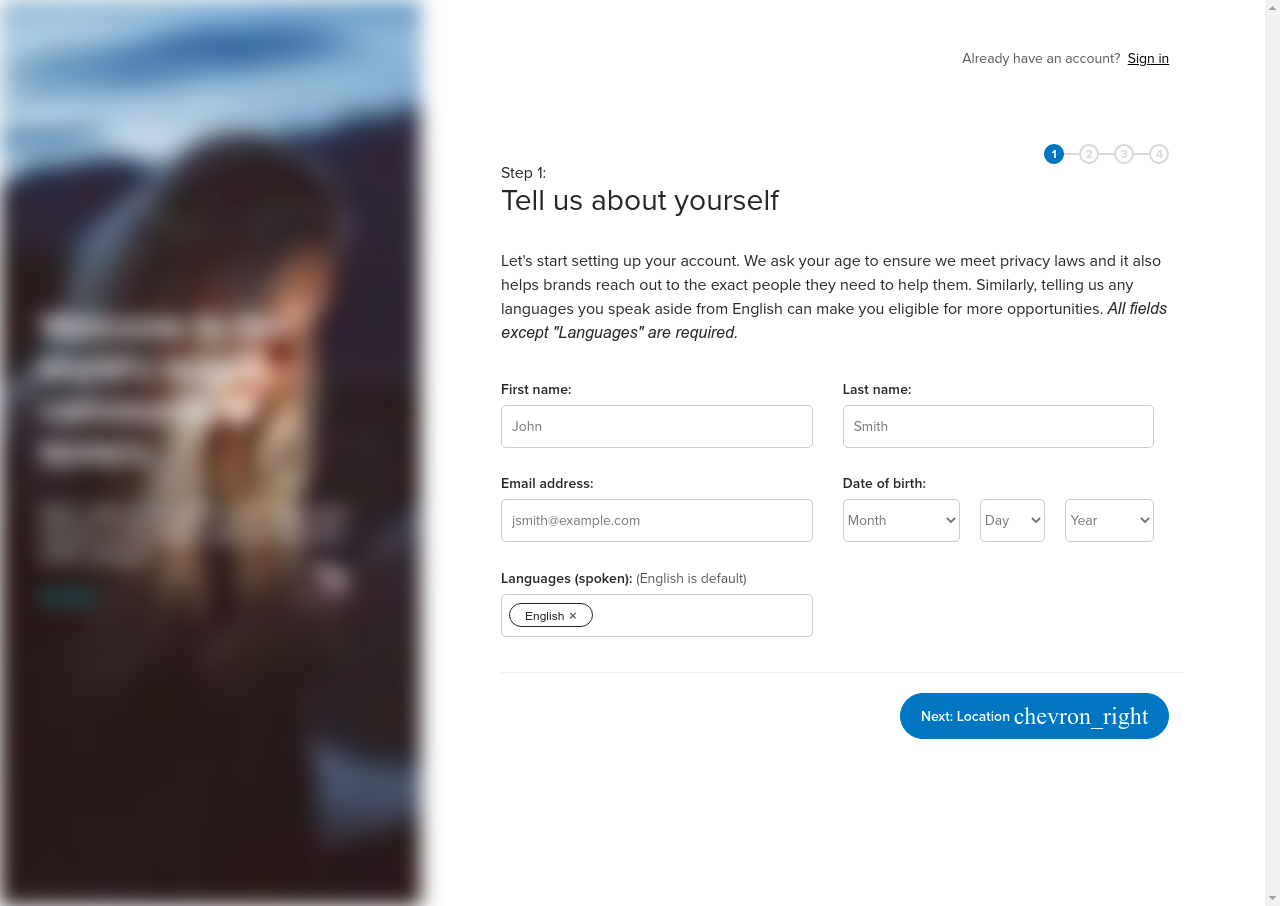 Already have an account? Sign in
1 2 3 4
Step 1:
Tell us about yourself
Let's start setting up your account. We ask your age to ensure we meet privacy laws and it also
helps brands reach out to the exact people they need to help them. Similarly, telling us any
languages you speak aside from English can make you eligible for more opportunities. All fields
except "Languages" are required.
First name: Last name:
John Smith
Email address: Date of birth:
jsmith@example.com Month Day Year
Languages (spoken): (English is default)
English ×
Next: Location chevron_right